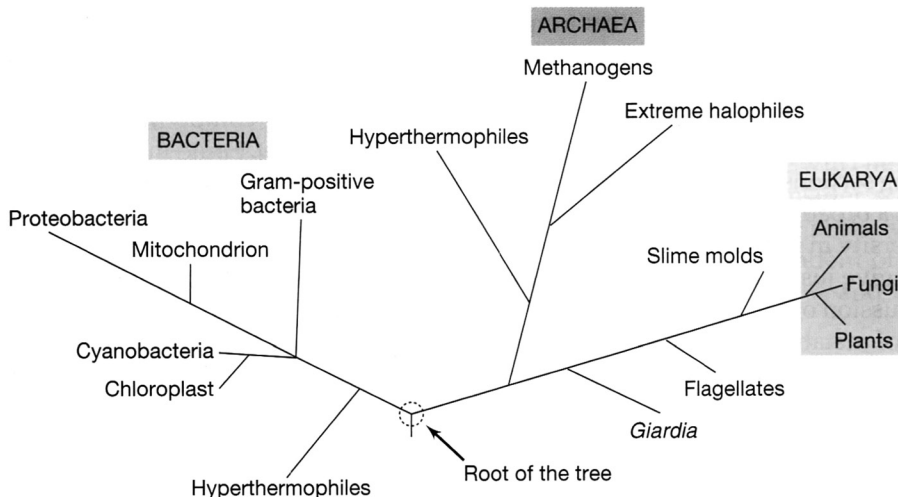 ARCHAEA
Methanogens
Extreme halophiles
Hyperthermophiles
BACTERIA
Gram-positive
bacteria
EUKARYA
Proteobacteria
Mitochondrion
Animals
Slime molds
Fungi
Plants
Cyanobacteria
Chloroplast
Flagellates
Giardia
Root of the tree
Hyperthermophiles